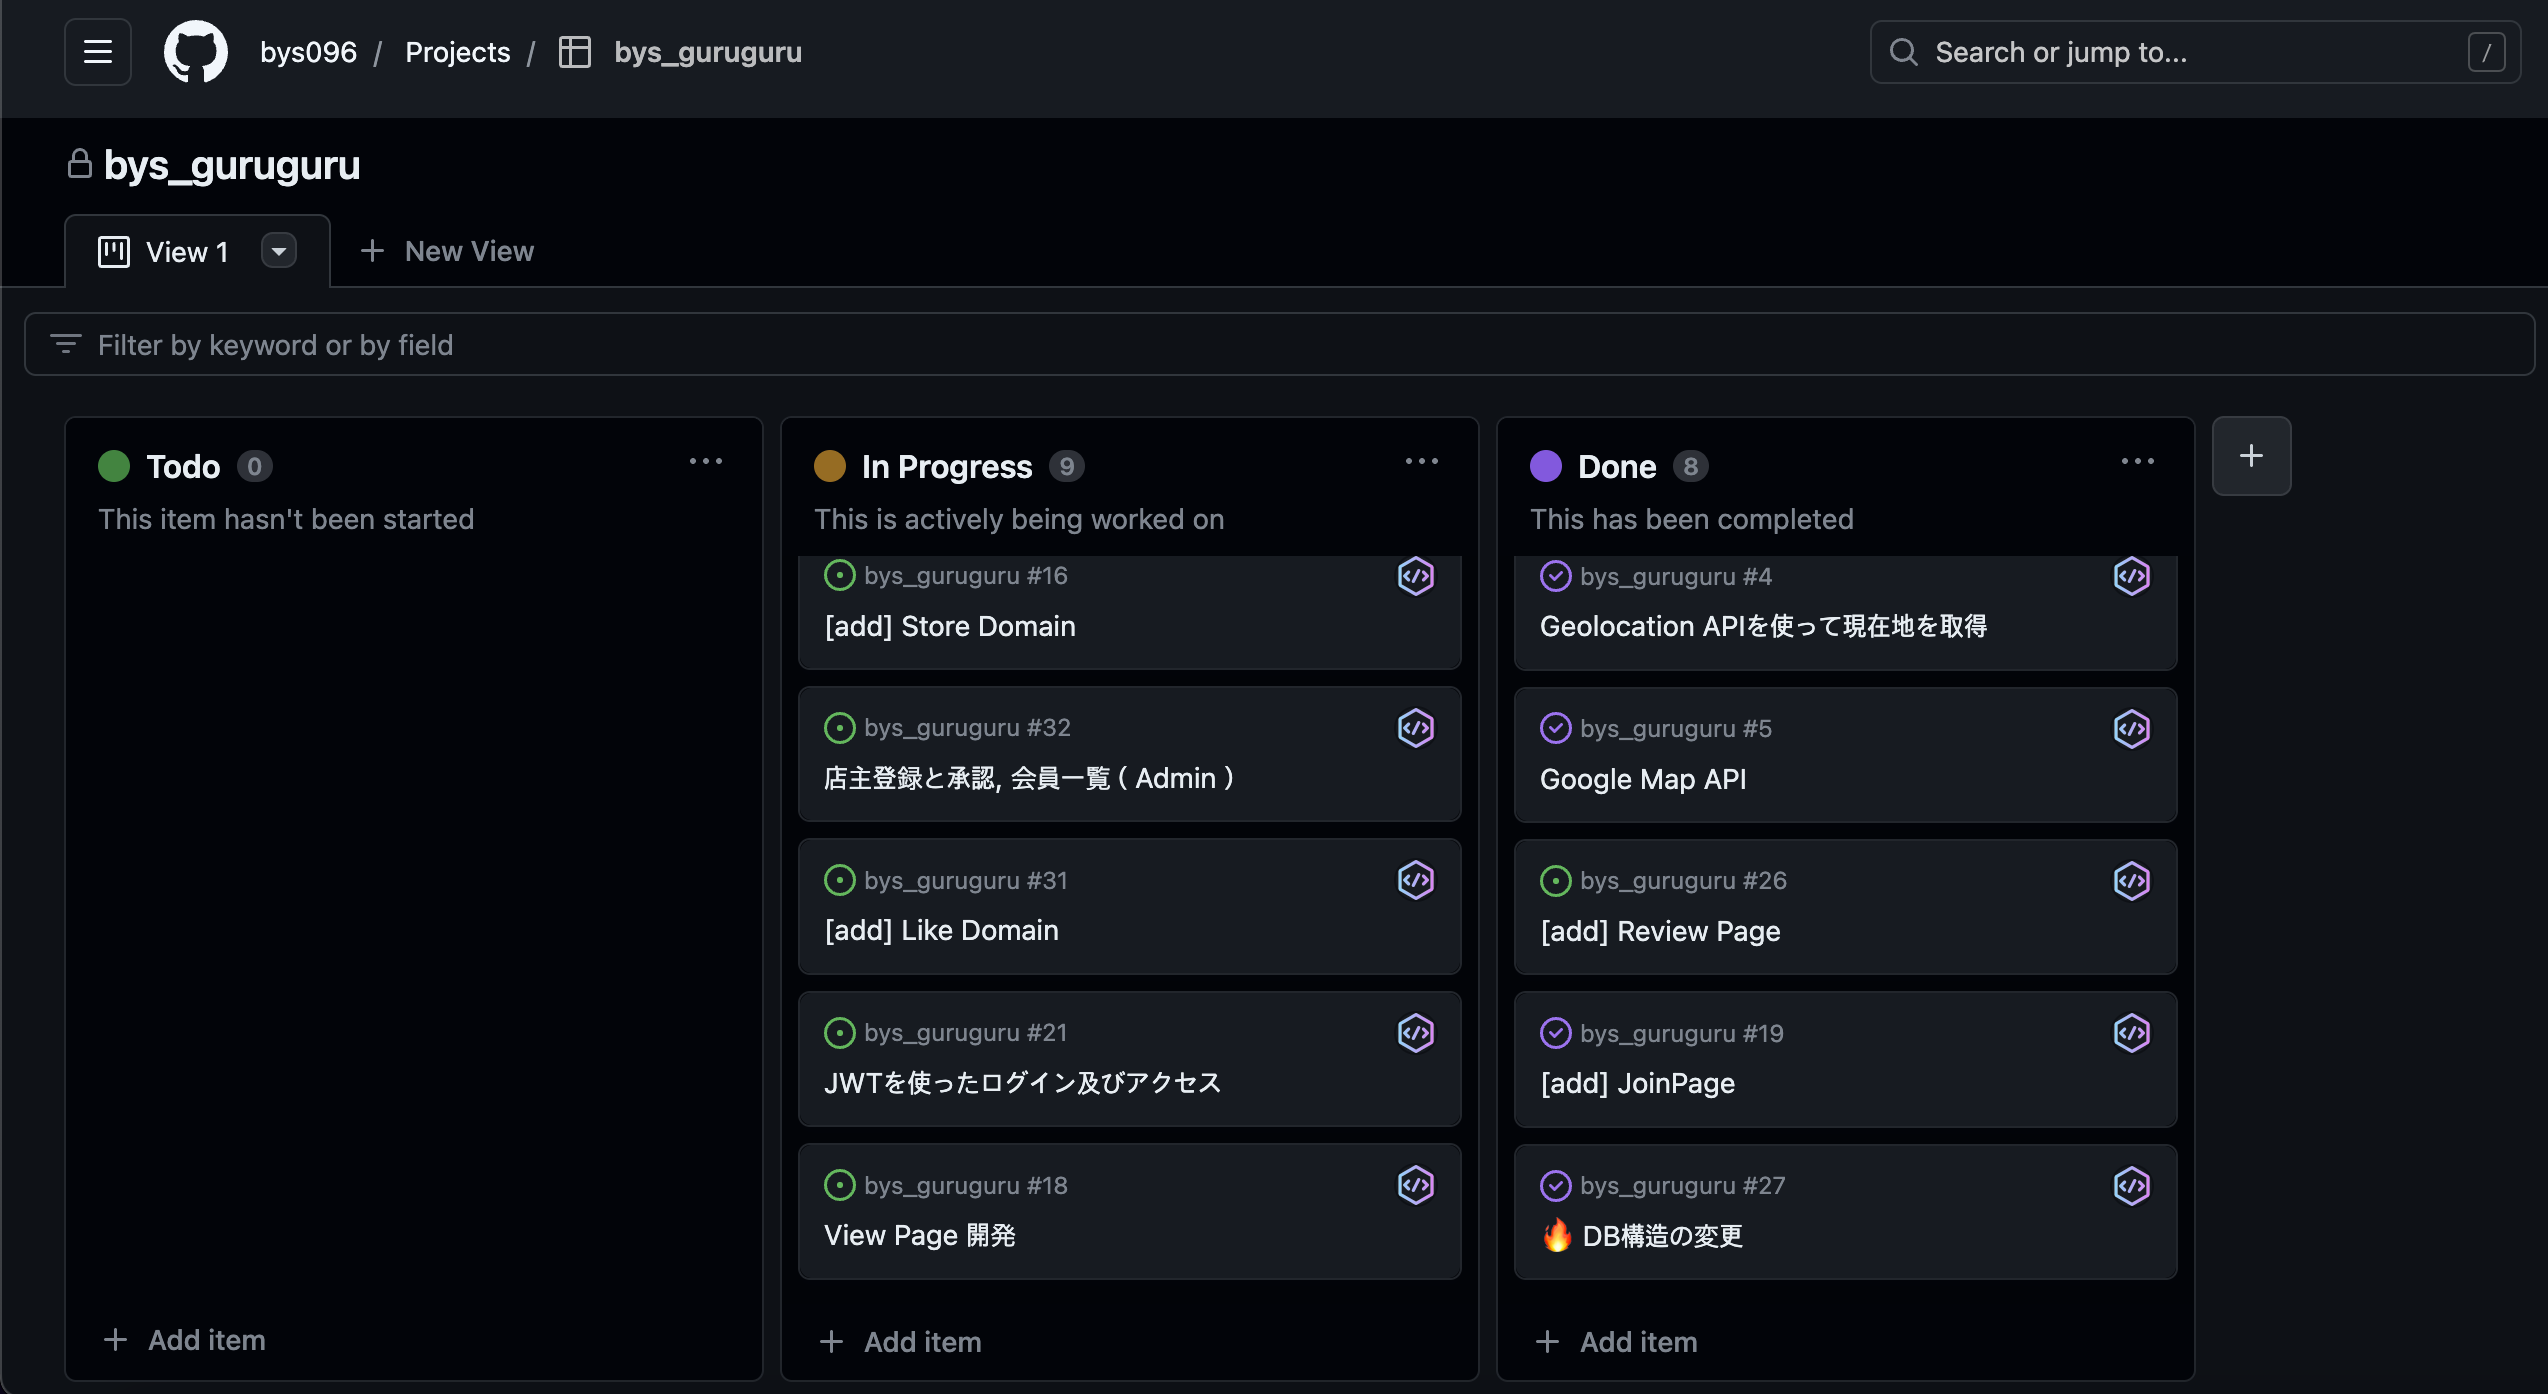 bys096 / Projects / bys_guruguru
Search or jump to... /
bys_guruguru
View 1
New View
Filter by keyword or by field
Todo 0
This item hasn't been started
Add item
In Progress 9
This is actively being worked on
bys_guruguru #16
[add] Store Domain
bys_guruguru #32
店主登録と承認, 会員一覧 ( Admin )
bys_guruguru #31
[add] Like Domain
bys_guruguru #21
JWTを使ったログイン及びアクセス
bys_guruguru #18
View Page 開発
Add item
Done 8
This has been completed
bys_guruguru #4
Geolocation APIを使って現在地を取得
bys_guruguru #5
Google Map API
bys_guruguru #26
[add] Review Page
bys_guruguru #19
[add] JoinPage
bys_guruguru #27
🔥 DB構造の変更
Add item